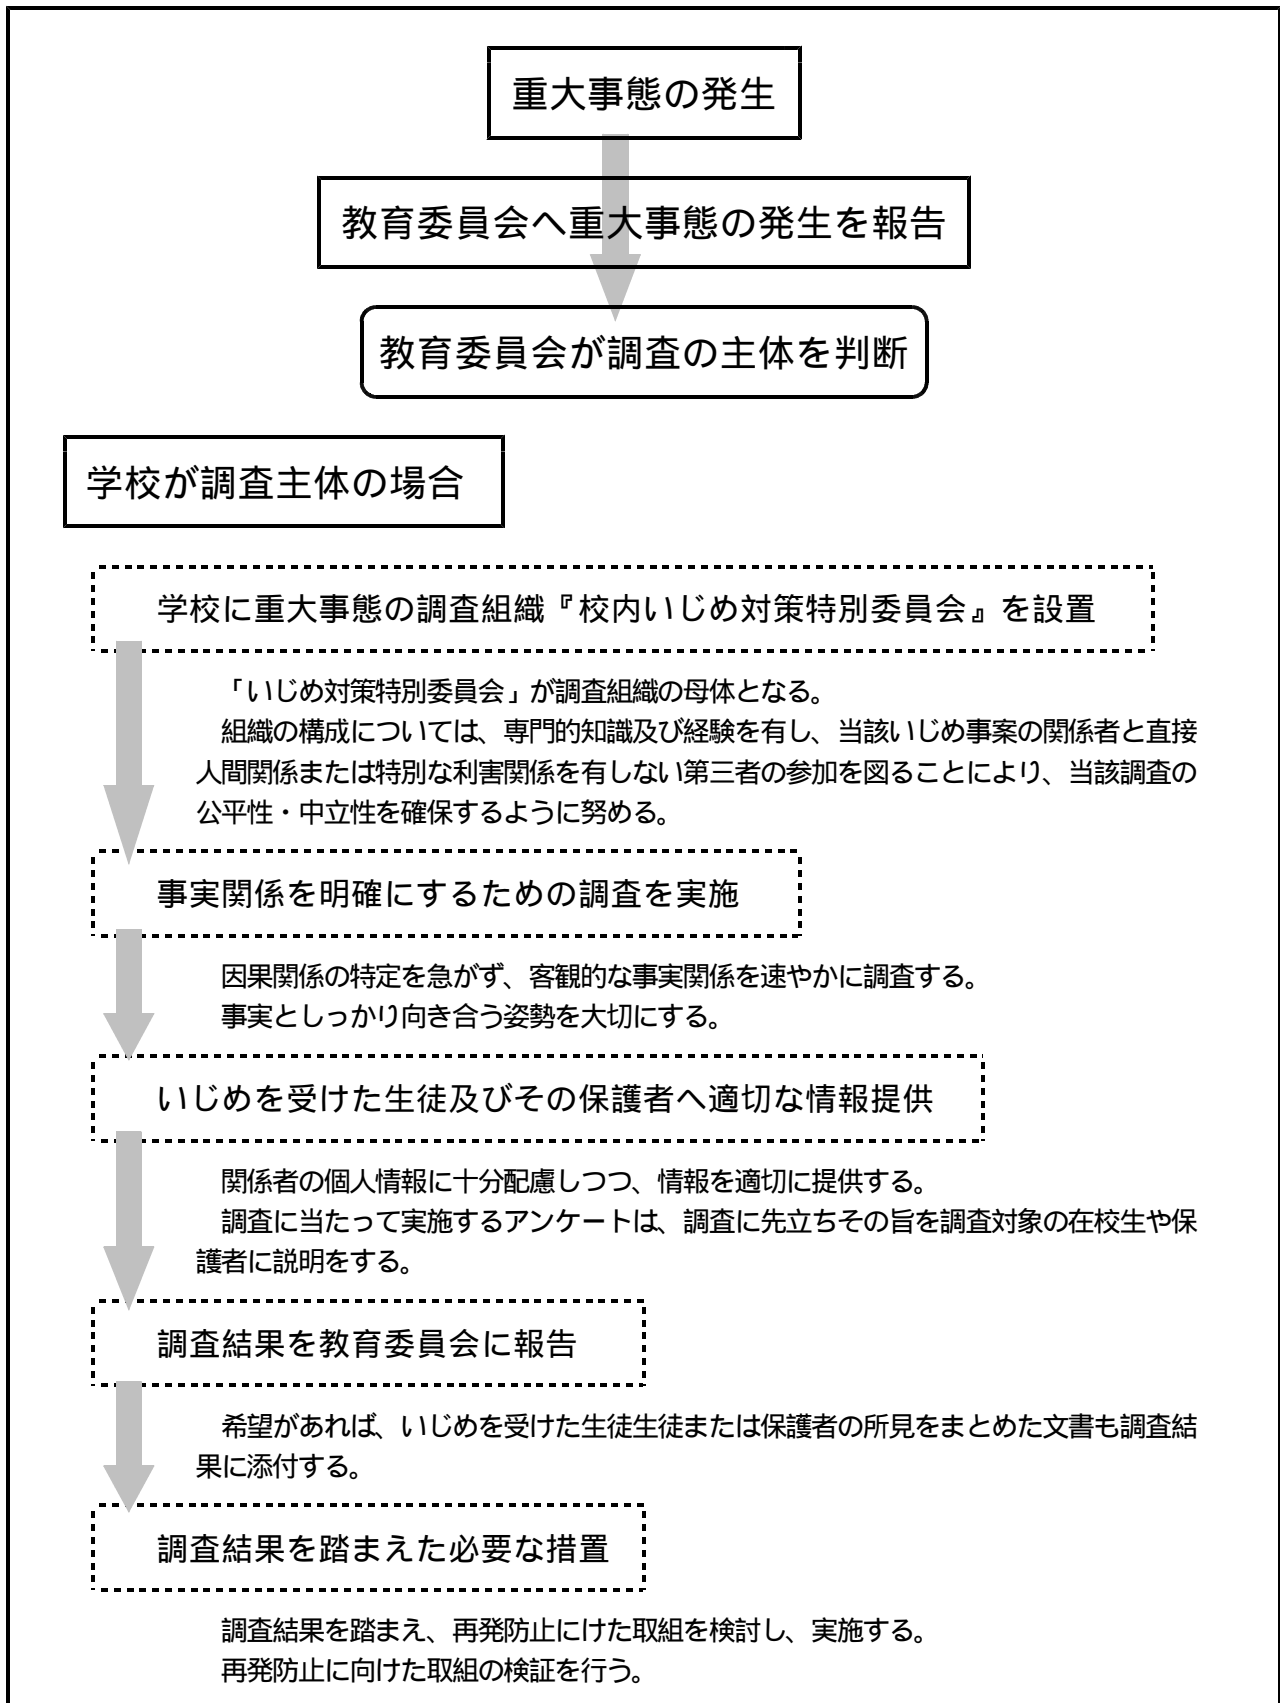 重大事態の発生
教育委員会へ重大事態の発生を報告
教育委員会が調査の主体を判断
学校が調査主体の場合
学校に重大事態の調査組織『校内いじめ対策特別委員会』を設置
「いじめ対策特別委員会」が調査組織の母体となる。
組織の構成については、専門的知識及び経験を有し、当該いじめ事案の関係者と直接
人間関係または特別な利害関係を有しない第三者の参加を図ることにより、当該調査の
公平性・中立性を確保するように努める。
事実関係を明確にするための調査を実施
因果関係の特定を急がず、客観的な事実関係を速やかに調査する。
事実としっかり向き合う姿勢を大切にする。
いじめを受けた生徒及びその保護者へ適切な情報提供
関係者の個人情報に十分配慮しつつ、情報を適切に提供する。
調査に当たって実施するアンケートは、調査に先立ちその旨を調査対象の在校生や保
護者に説明をする。
調査結果を教育委員会に報告
希望があれば、いじめを受けた生徒生徒または保護者の所見をまとめた文書も調査結
果に添付する。
調査結果を踏まえた必要な措置
調査結果を踏まえ、再発防止にけた取組を検討し、実施する。
再発防止に向けた取組の検証を行う。